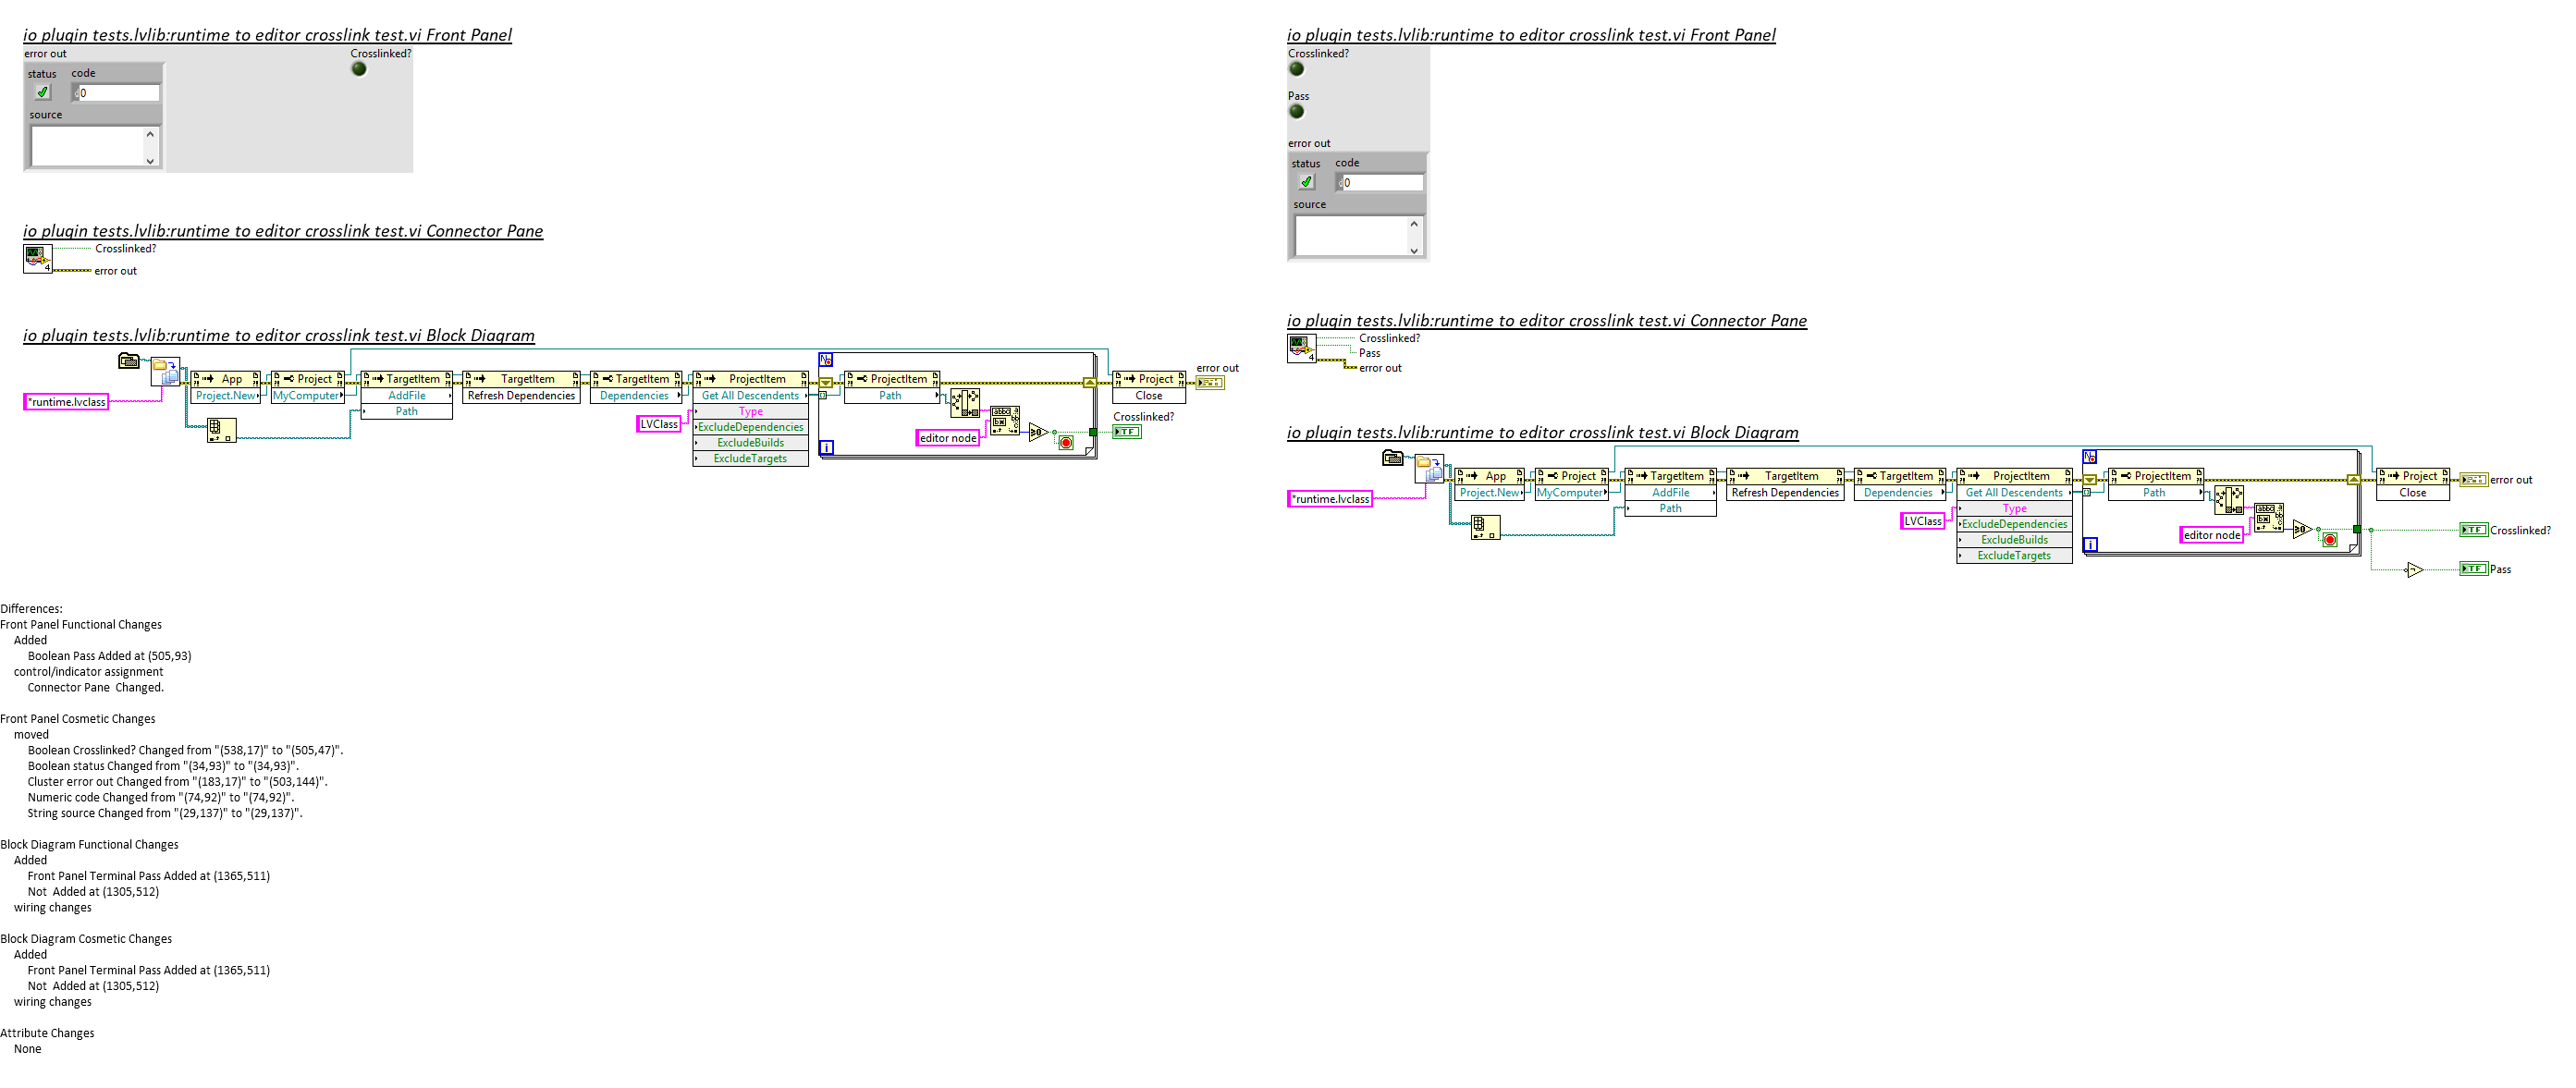 io plugin tests.lvlib:runtime to editor crosslink test.vi Front Panel
error out
Crosslinked?
status code
0
source
io plugin tests.lvlib:runtime to editor crosslink test.vi Connector Pane
4
Crosslinked?
error out
io plugin tests.lvlib:runtime to editor crosslink test.vi Block Diagram
*runtime.lvclass
App
Project.New
Project
MyComputer
TargetItem
AddFile
Path
TargetItem
Refresh Dependencies
TargetItem
Dependencies
LVClass
ProjectItem
Get All Descendents
Type
ExcludeDependencies
ExcludeBuilds
ExcludeTargets
N
i
ProjectItem
Path
editor node
≥0
Project
Close
error out
Crosslinked?
TF
io plugin tests.lvlib:runtime to editor crosslink test.vi Front Panel
Crosslinked?
Pass
error out
status code
0
source
io plugin tests.lvlib:runtime to editor crosslink test.vi Connector Pane
4
Crosslinked?
Pass
error out
io plugin tests.lvlib:runtime to editor crosslink test.vi Block Diagram
*runtime.lvclass
App
Project.New
Project
MyComputer
TargetItem
AddFile
Path
TargetItem
Refresh Dependencies
TargetItem
Dependencies
LVClass
ProjectItem
Get All Descendents
Type
ExcludeDependencies
ExcludeBuilds
ExcludeTargets
N
i
ProjectItem
Path
editor node
≥0
Project
Close
error out
TF Crosslinked?
TF Pass
Differences:
Front Panel Functional Changes
Added
Boolean Pass Added at (505,93)
control/indicator assignment
Connector Pane  Changed.
Front Panel Cosmetic Changes
moved
Boolean Crosslinked? Changed from "(538,17)" to "(505,47)".
Boolean status Changed from "(34,93)" to "(34,93)".
Cluster error out Changed from "(183,17)" to "(503,144)".
Numeric code Changed from "(74,92)" to "(74,92)".
String source Changed from "(29,137)" to "(29,137)".
Block Diagram Functional Changes
Added
Front Panel Terminal Pass Added at (1365,511)
Not  Added at (1305,512)
wiring changes
Block Diagram Cosmetic Changes
Added
Front Panel Terminal Pass Added at (1365,511)
Not  Added at (1305,512)
wiring changes
Attribute Changes
None